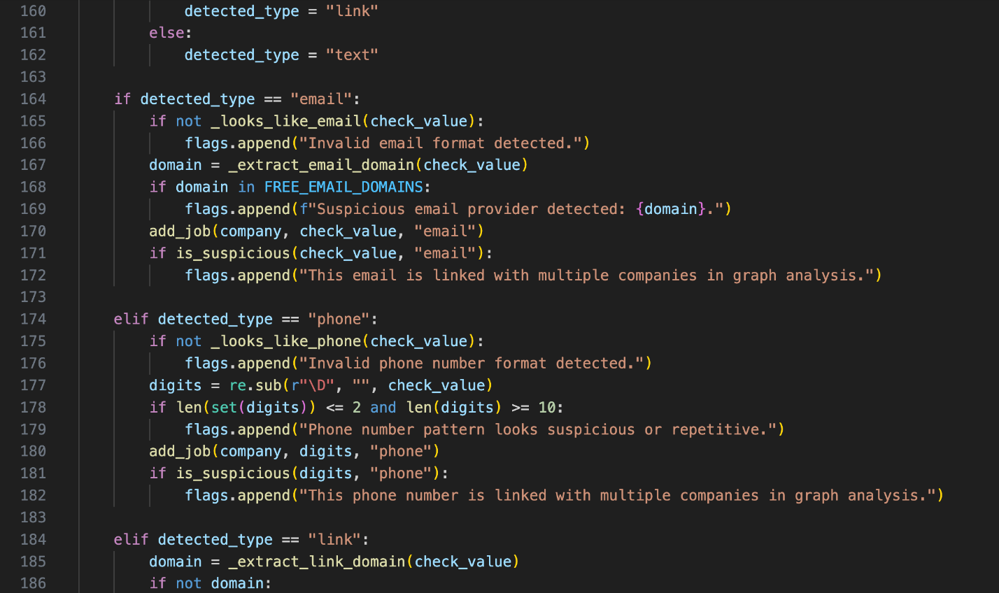 160 detected_type = "link"
161 else:
162 detected_type = "text"
163
164 if detected_type == "email":
165 if not _looks_like_email(check_value):
166 flags.append("Invalid email format detected.")
167 domain = _extract_email_domain(check_value)
168 if domain in FREE_EMAIL_DOMAINS:
169 flags.append(f"Suspicious email provider detected: {domain}.")
170 add_job(company, check_value, "email")
171 if is_suspicious(check_value, "email"):
172 flags.append("This email is linked with multiple companies in graph analysis.")
173
174 elif detected_type == "phone":
175 if not _looks_like_phone(check_value):
176 flags.append("Invalid phone number format detected.")
177 digits = re.sub(r"\D", "", check_value)
178 if len(set(digits)) <= 2 and len(digits) >= 10:
179 flags.append("Phone number pattern looks suspicious or repetitive.")
180 add_job(company, digits, "phone")
181 if is_suspicious(digits, "phone"):
182 flags.append("This phone number is linked with multiple companies in graph analysis.")
183
184 elif detected_type == "link":
185 domain = _extract_link_domain(check_value)
186 if not domain: